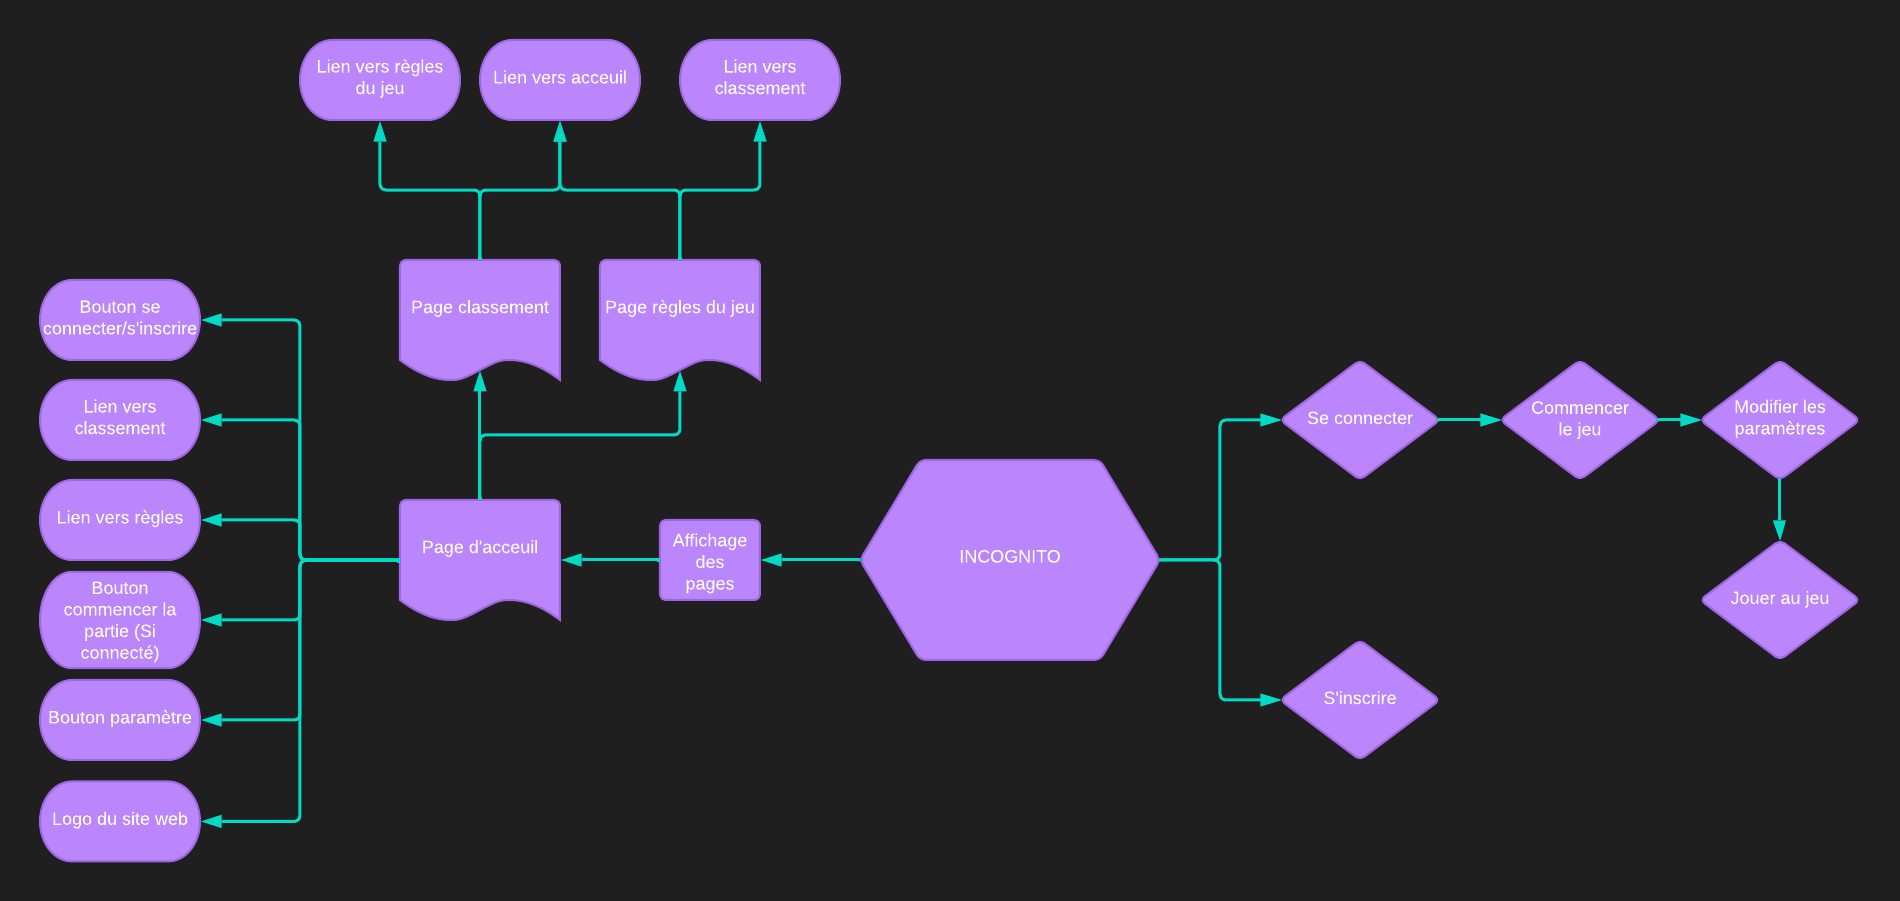 Lien vers règles
du jeu
Lien vers acceuil
Lien vers
classement
Page classement
Page règles du jeu
Bouton se
connecter/s'inscrire
Lien vers
classement
Lien vers règles
Bouton
commencer la
partie (Si
connecté)
Bouton paramètre
Logo du site web
Page d'acceuil
Affichage
des
pages
INCOGNITO
Se connecter
Commencer
le jeu
Modifier les
paramètres
Jouer au jeu
S'inscrire